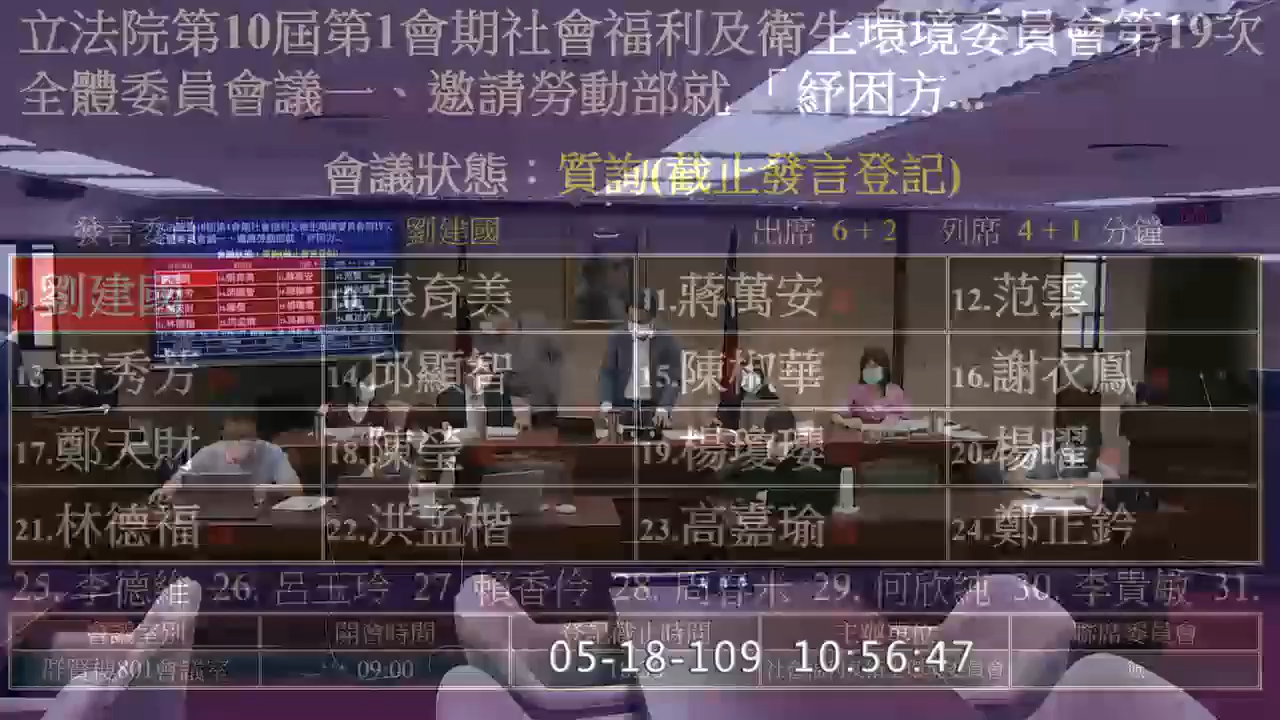 立法院第10屆第1會期社會福利及衛生環境委員會第19次
全體委員會議一、邀請勞動部就「紓困方...
會議狀態：質詢(截止發言登記)
發言委員 劉建國 出席 6+2 列席 4+1 分鐘
9.劉建國 10.張育美 11.蔣萬安 12.范雲
13.黃秀芳 14.邱顯智 15.陳椒華 16.謝衣鳳
17.鄭天財 18.陳瑩 19.楊瓊瓔 20.楊曜
21.林德福 22.洪孟楷 23.高嘉瑜 24.鄭正鈐
25. 李德維 26. 呂玉玲 27. 賴香伶 28. 周春米 29. 何欣純 30. 李貴敏 31.
會議室別 開會時間 登記截止時間 主辦單位 聯席委員會
群賢樓801會議室 09:00
05-18-109 10:56:47